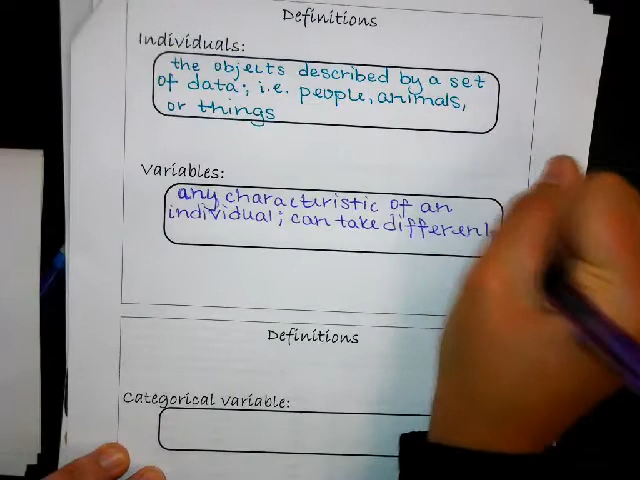 Definitions
Individuals:
the objects described by a set
of data; i.e. people, animals,
or things
Variables:
any characteristic of an
individual; can take different
Definitions
Categorical variable: